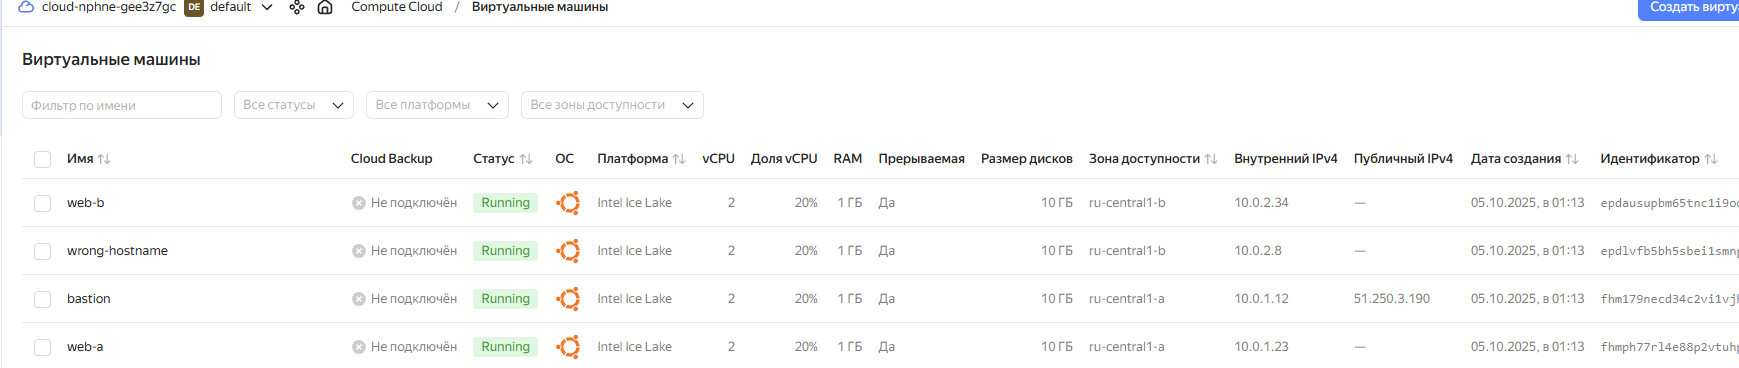 cloud-nphne-gee3z7gc DE default Compute Cloud / Виртуальные машины Создать вирту
Виртуальные машины
Фильтр по имени Все статусы Все платформы Все зоны доступности
Имя Cloud Backup Статус ОС Платформа vCPU Доля vCPU RAM Прерываемая Размер дисков Зона доступности Внутренний IPv4 Публичный IPv4 Дата создания Идентификатор
web-b Не подключён Running Intel Ice Lake 2 20% 1 ГБ Да 10 ГБ ru-central1-b 10.0.2.34 — 05.10.2025, в 01:13 epdausupbm65tnc1i9o
wrong-hostname Не подключён Running Intel Ice Lake 2 20% 1 ГБ Да 10 ГБ ru-central1-b 10.0.2.8 — 05.10.2025, в 01:13 epdlvfb5bh5sbei1smn
bastion Не подключён Running Intel Ice Lake 2 20% 1 ГБ Да 10 ГБ ru-central1-a 10.0.1.12 51.250.3.190 05.10.2025, в 01:13 fhm179necd34c2vi1vj
web-a Не подключён Running Intel Ice Lake 2 20% 1 ГБ Да 10 ГБ ru-central1-a 10.0.1.23 — 05.10.2025, в 01:13 fhmph77rl4e88p2vtuh